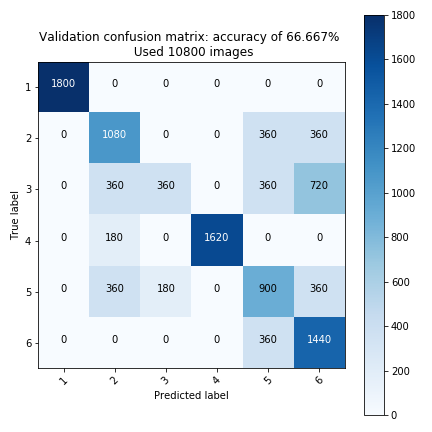 Validation confusion matrix: accuracy of 66.667%
Used 10800 images
1 1800 0 0 0 0 0
2 0 1080 0 0 360 360
3 0 360 360 0 360 720
4 0 180 0 1620 0 0
5 0 360 180 0 900 360
6 0 0 0 0 360 1440
True label
1 2 3 4 5 6
Predicted label
1800
1600
1400
1200
1000
800
600
400
200
0